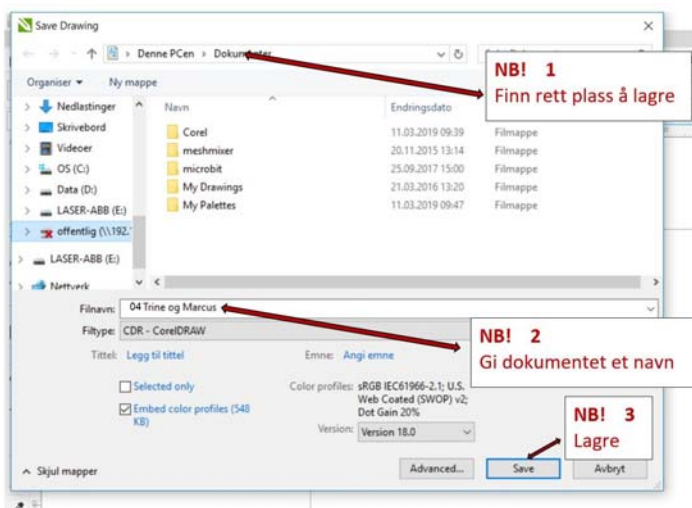 Save Drawing
Denne PCen > Dokumenter
NB! 1
Finn rett plass å lagre
Organiser Ny mappe
Navn Endringsdato
Nedlastinger
Skrivebord
Videoer
OS (C:)
Data (D:)
LASER-ABB (E:)
offentlig (\\192.
LASER-ABB (E:)
Nettverk
Corel 11.03.2019 09:39 Filmappe
meshmixer 20.11.2015 13:14 Filmappe
microbit 25.09.2017 15:00 Filmappe
My Drawings 21.03.2016 13:20 Filmappe
My Palettes 11.03.2019 09:47 Filmappe
Filnavn: 04 Trine og Marcus
Filtype: CDR - CorelDRAW
NB! 2
Gi dokumentet et navn
Tittel: Legg til tittel Emne: Angi emne
Selected only
Embed color profiles (548
KB)
Color profiles: sRGB IEC61966-2.1; U.S.
Web Coated (SWOP) v2;
Dot Gain 20%
Version: Version 18.0
NB! 3
Lagre
Skjul mapper Advanced... Save Avbryt